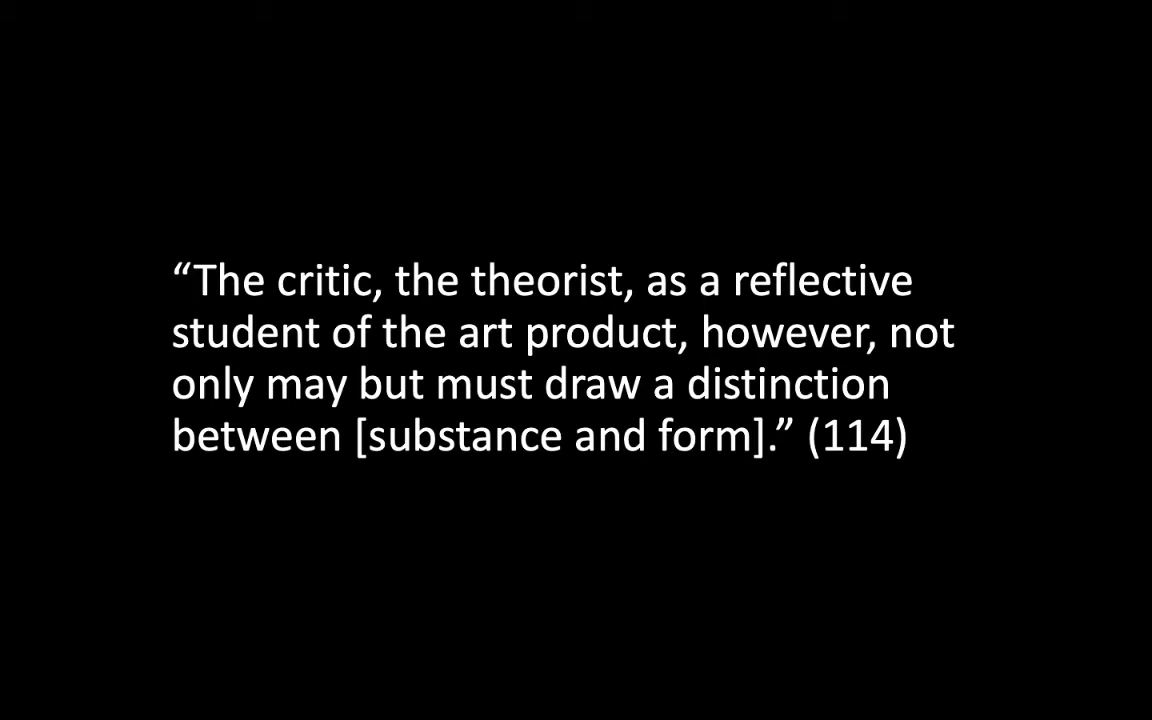 “The critic, the theorist, as a reflective
student of the art product, however, not
only may but must draw a distinction
between [substance and form].” (114)